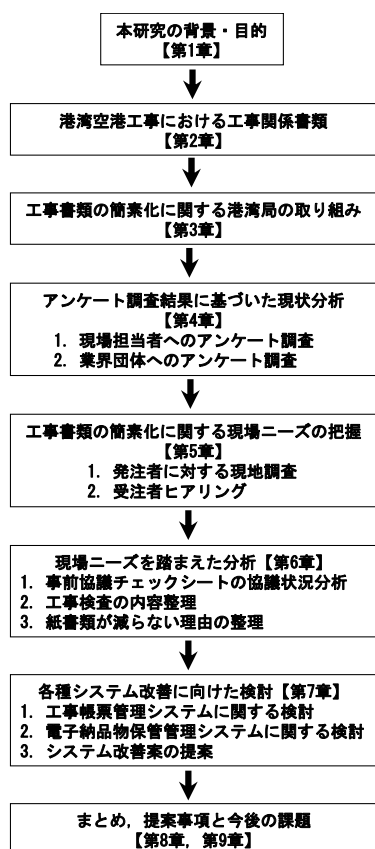 本研究の背景・目的
【第1章】
港湾空港工事における工事関係書類
【第2章】
工事書類の簡素化に関する港湾局の取り組み
【第3章】
アンケート調査結果に基づいた現状分析
【第4章】
1. 現場担当者へのアンケート調査
2. 業界団体へのアンケート調査
工事書類の簡素化に関する現場ニーズの把握
【第5章】
1. 発注者に対する現地調査
2. 受注者ヒアリング
現場ニーズを踏まえた分析【第6章】
1. 事前協議チェックシートの協議状況分析
2. 工事検査の内容整理
3. 紙書類が減らない理由の整理
各種システム改善に向けた検討【第7章】
1. 工事帳票管理システムに関する検討
2. 電子納品物保管管理システムに関する検討
3. システム改善案の提案
まとめ，提案事項と今後の課題
【第8章，第9章】